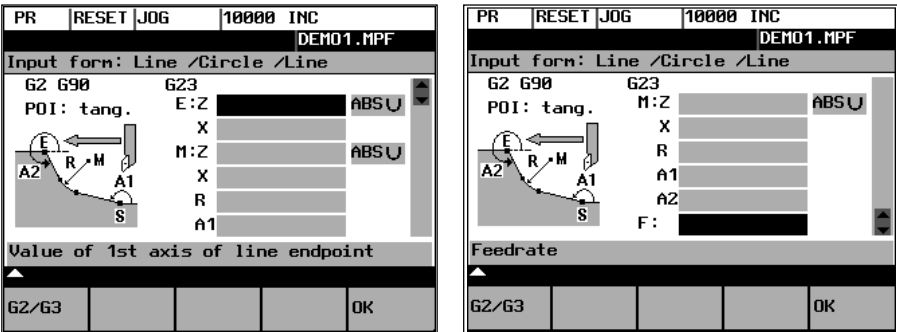 PR RESET JOG 10000 INC
DEMO1.MPF
Input form: Line /Circle /Line
G2 G90 G23
POI: tang.
E:Z ABS
X
M:Z ABS
X
R
A1
E
R M
A2 A1
S
Value of 1st axis of line endpoint
G2/G3 OK
PR RESET JOG 10000 INC
DEMO1.MPF
Input form: Line /Circle /Line
G2 G90 G23
POI: tang.
M:Z ABS
X
R
A1
A2
F:
E
R M
A2 A1
S
Feedrate
G2/G3 OK